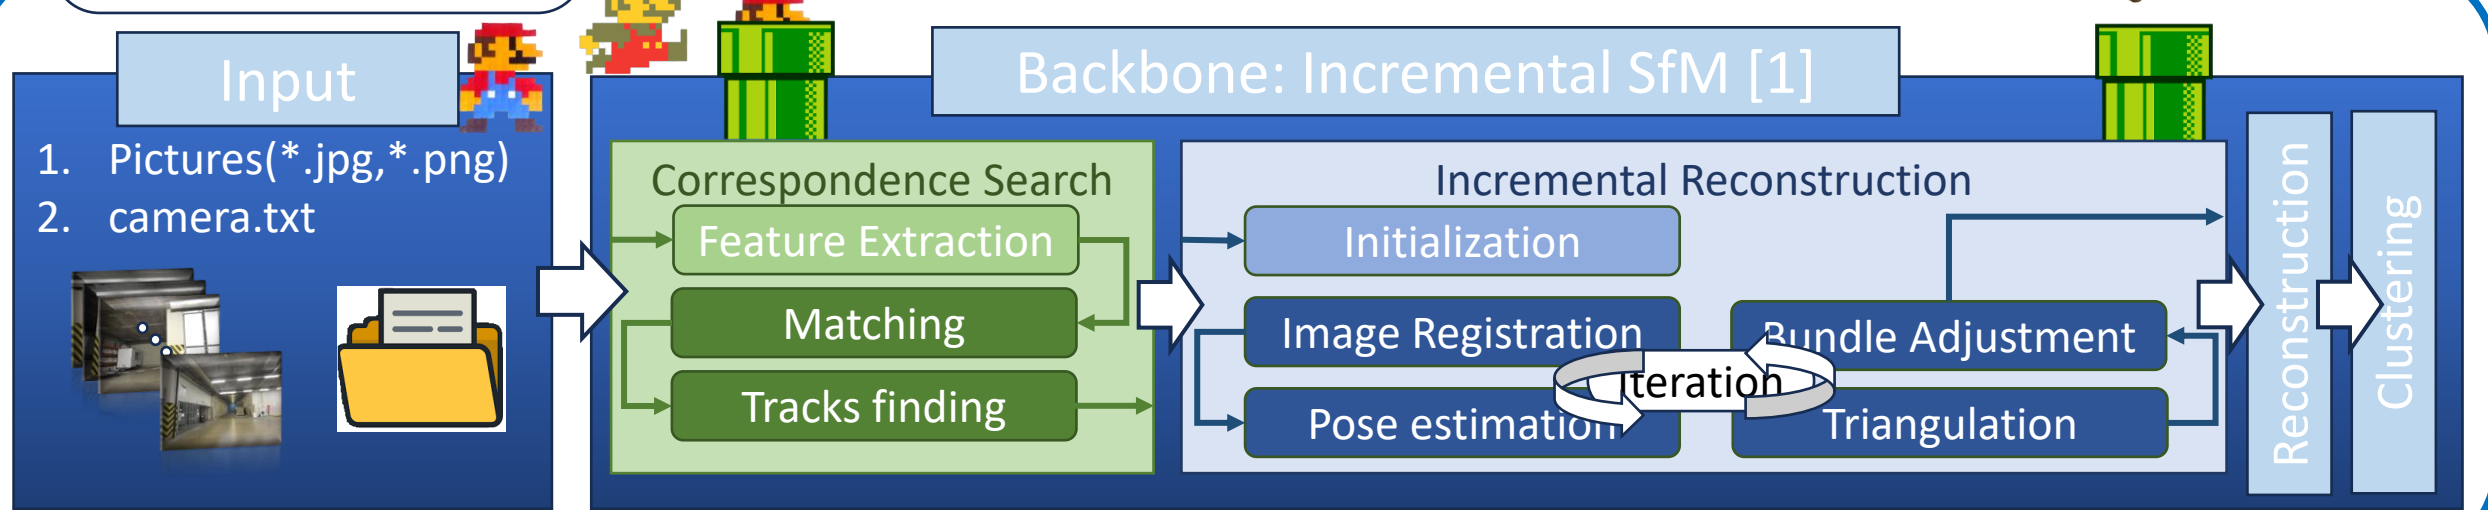 Input
1. Pictures(*.jpg,*.png)
2. camera.txt
Backbone: Incremental SfM [1]
Correspondence Search
Feature Extraction
Matching
Tracks finding
Incremental Reconstruction
Initialization
Image Registration
Pose estimation
Bundle Adjustment
Triangulation
Iteration
Reconstruction
Clustering